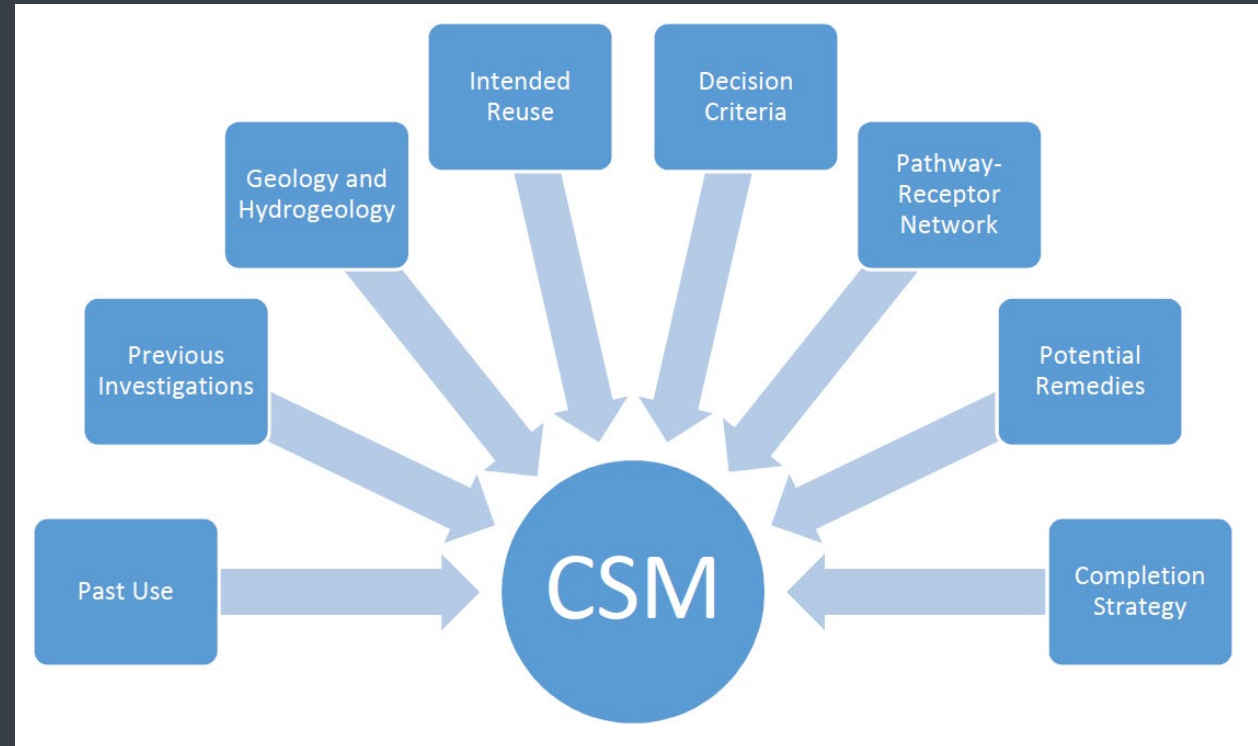 Intended
Reuse
Decision
Criteria
Geology and
Hydrogeology
Pathway-
Receptor
Network
Previous
Investigations
Potential
Remedies
Past Use
CSM
Completion
Strategy